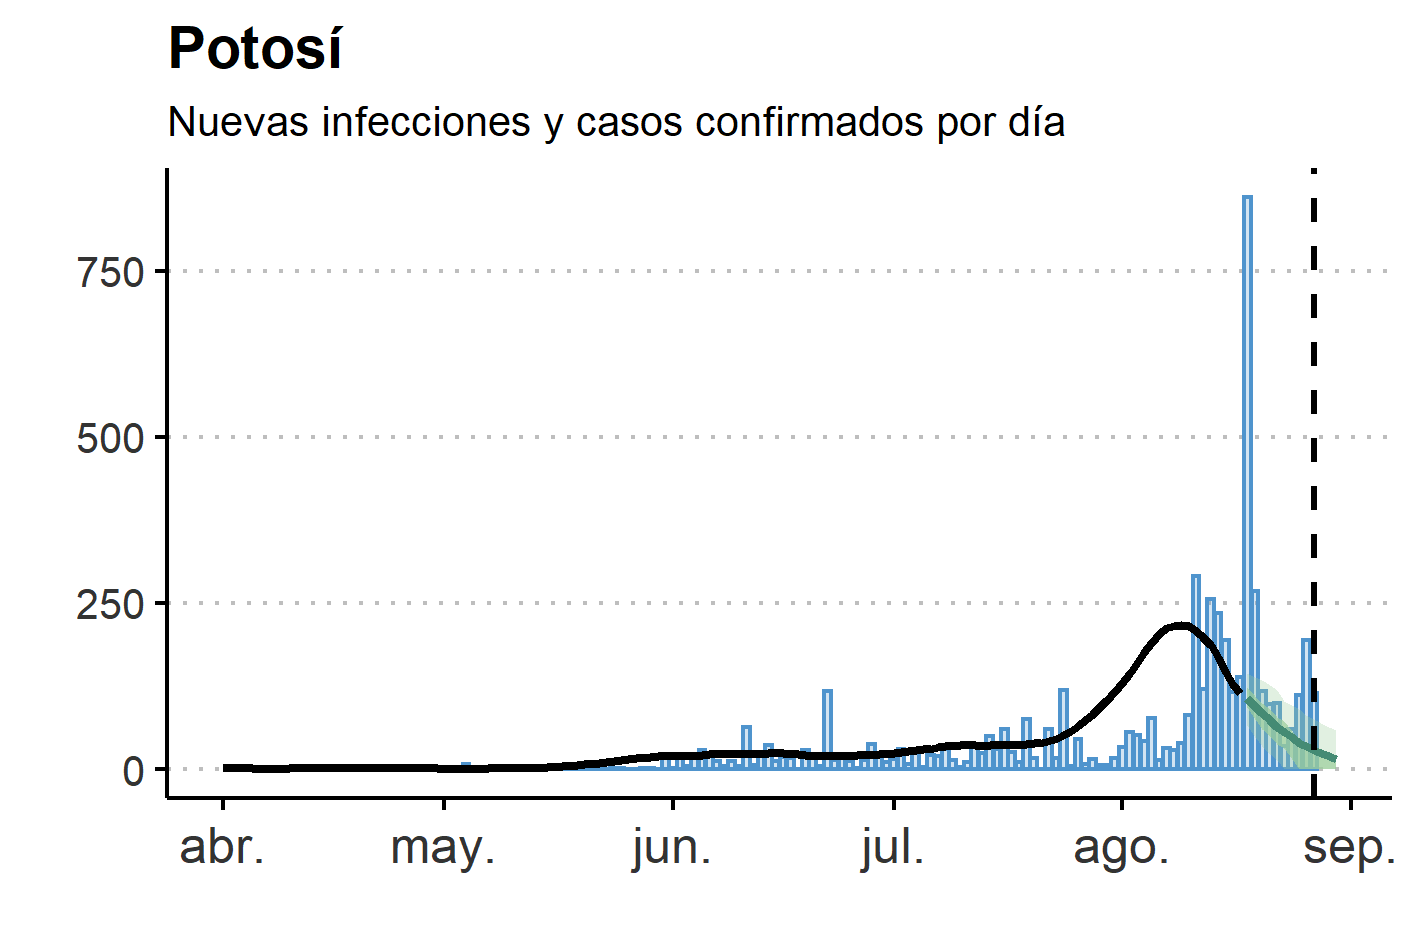 Potosí
Nuevas infecciones y casos confirmados por día
750
500
250
0
abr. may. jun. jul. ago. sep.